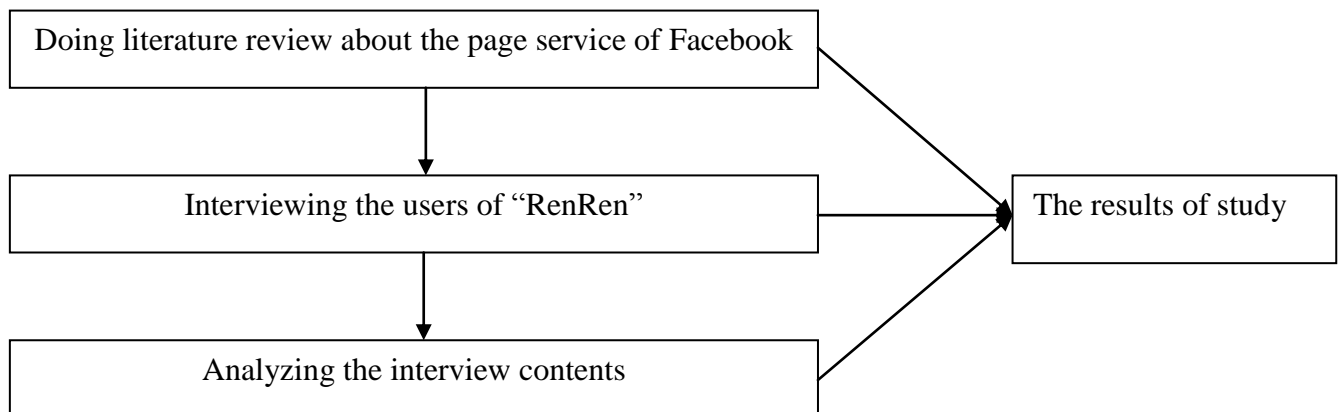 Doing literature review about the page service of Facebook
Interviewing the users of “RenRen”
The results of study
Analyzing the interview contents